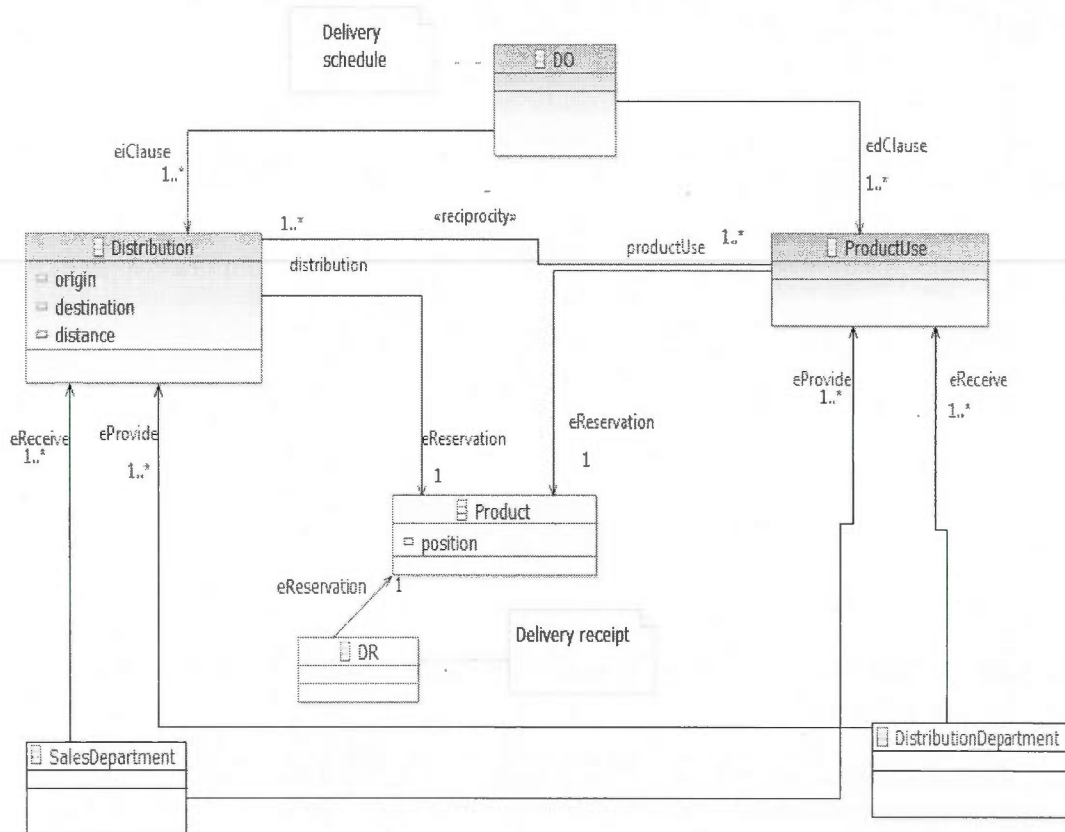 Delivery
schedule
DO
eiClause
1..*
edClause
1..*
1..*
«reciprocity»
1..*
Distribution
distribution
productUse
ProductUse
origin
destination
distance
eReceive
1..*
eProvide
1..*
eReservation
1
eReservation
1
eProvide
1..*
eReceive
1..*
Product
position
eReservation
1
DR
Delivery receipt
SalesDepartment
DistributionDepartment